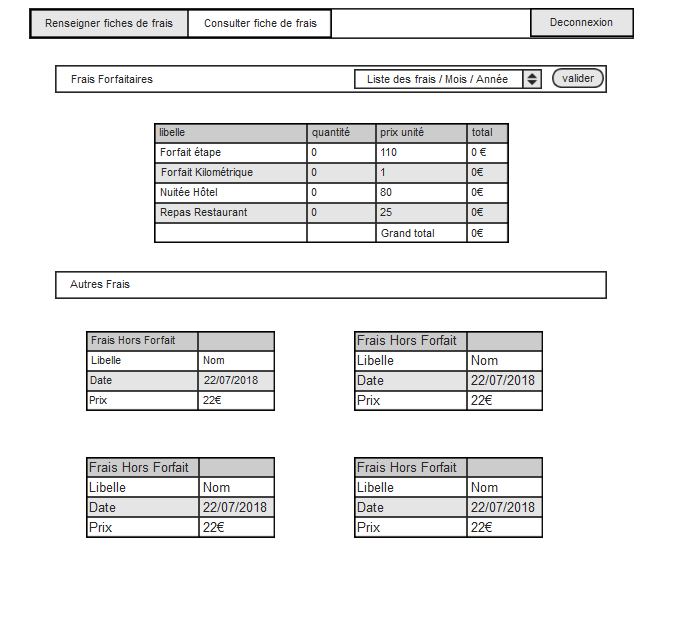 Renseigner fiches de frais Consulter fiche de frais Deconnexion
Frais Forfaitaires Liste des frais / Mois / Année valider
libelle quantité prix unité total
Forfait étape 0 110 0 €
Forfait Kilométrique 0 1 0€
Nuitée Hôtel 0 80 0€
Repas Restaurant 0 25 0€
Grand total 0€
Autres Frais
Frais Hors Forfait
Libelle Nom
Date 22/07/2018
Prix 22€
Frais Hors Forfait
Libelle Nom
Date 22/07/2018
Prix 22€
Frais Hors Forfait
Libelle Nom
Date 22/07/2018
Prix 22€
Frais Hors Forfait
Libelle Nom
Date 22/07/2018
Prix 22€